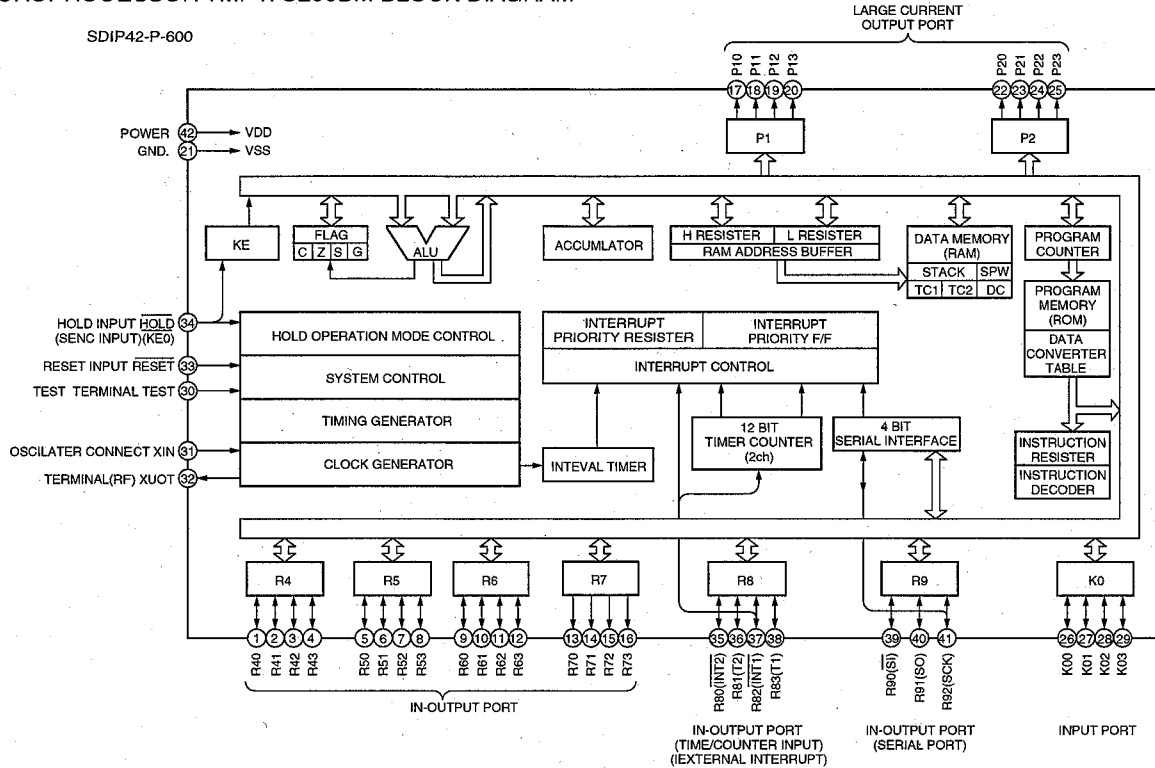 SDIP42-P-600
LARGE CURRENT
OUTPUT PORT
P10 P11 P12 P13
P20 P21 P22 P23
17 18 19 20
22 23 24 25
P1
P2
POWER 42 VDD
GND. 21 VSS
KE
FLAG
C Z S G
ALU
ACCUMLATOR
H RESISTER L RESISTER
RAM ADDRESS BUFFER
DATA MEMORY
(RAM)
STACK SPW
TC1 TC2 DC
PROGRAM
COUNTER
PROGRAM
MEMORY
(ROM)
DATA
CONVERTER
TABLE
HOLD INPUT HOLD 34
(SENC INPUT)(KE0)
RESET INPUT RESET 33
TEST TERMINAL TEST 30
OSCILATER CONNECT XIN 31
TERMINAL(RF) XUOT 32
HOLD OPERATION MODE CONTROL
SYSTEM CONTROL
TIMING GENERATOR
CLOCK GENERATOR
INTERRUPT
PRIORITY RESISTER
INTERRUPT
PRIORITY F/F
INTERRUPT CONTROL
INTEVAL TIMER
12 BIT
TIMER COUNTER
(2ch)
4 BIT
SERIAL INTERFACE
INSTRUCTION
RESISTER
INSTRUCTION
DECODER
R4
R5
R6
R7
R8
R9
K0
1 2 3 4
5 6 7 8
9 10 11 12
13 14 15 16
35 36 37 38
39 40 41
26 27 28 29
R40 R41 R42 R43
R50 R51 R52 R53
R60 R61 R62 R63
R70 R71 R72 R73
R80(INT2) R81(T2) R82(INT1) R83(T1)
R90(SI) R91(SO) R92(SCK)
K00 K01 K02 K03
IN-OUTPUT PORT
IN-OUTPUT PORT
(TIME/COUNTER INPUT)
(IEXTERNAL INTERRUPT)
IN-OUTPUT PORT
(SERIAL PORT)
INPUT PORT